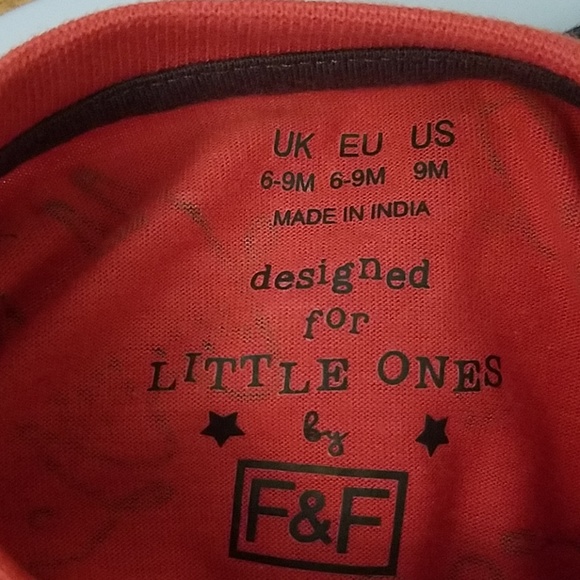 UK EU US
6-9M 6-9M 9M
MADE IN INDIA
designed
for
LITTLE ONES
by
F&F